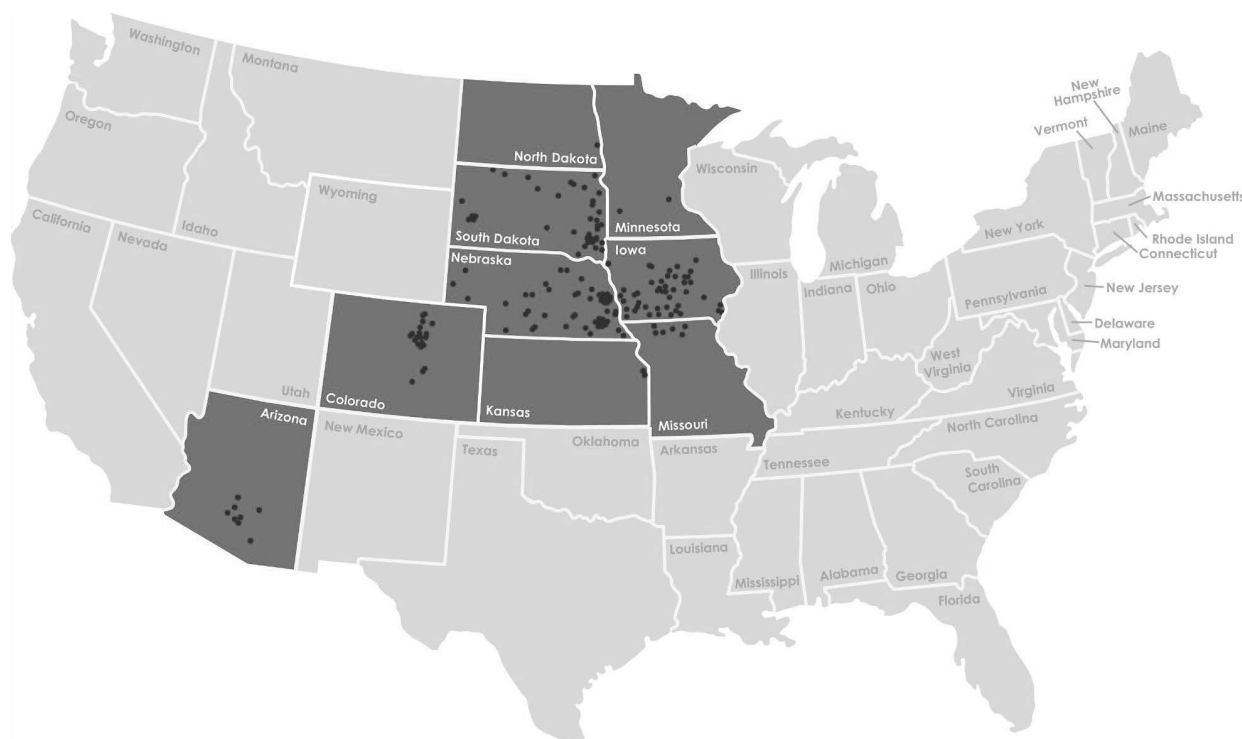 Washington
Montana
New
Hampshire
Vermont
Maine
Oregon
North Dakota
Wisconsin
Wyoming
Massachusetts
California
Idaho
Nevada
South Dakota
Minnesota
New York
Rhode Island
Connecticut
Nebraska
Iowa
Michigan
Illinois
Indiana
Ohio
Pennsylvania
New Jersey
Delaware
Maryland
West
Virginia
Utah
Colorado
Kansas
Missouri
Kentucky
Virginia
Arizona
New Mexico
Texas
Oklahoma
Arkansas
Tennessee
North Carolina
South
Carolina
Louisiana
Mississippi
Alabama
Georgia
Florida